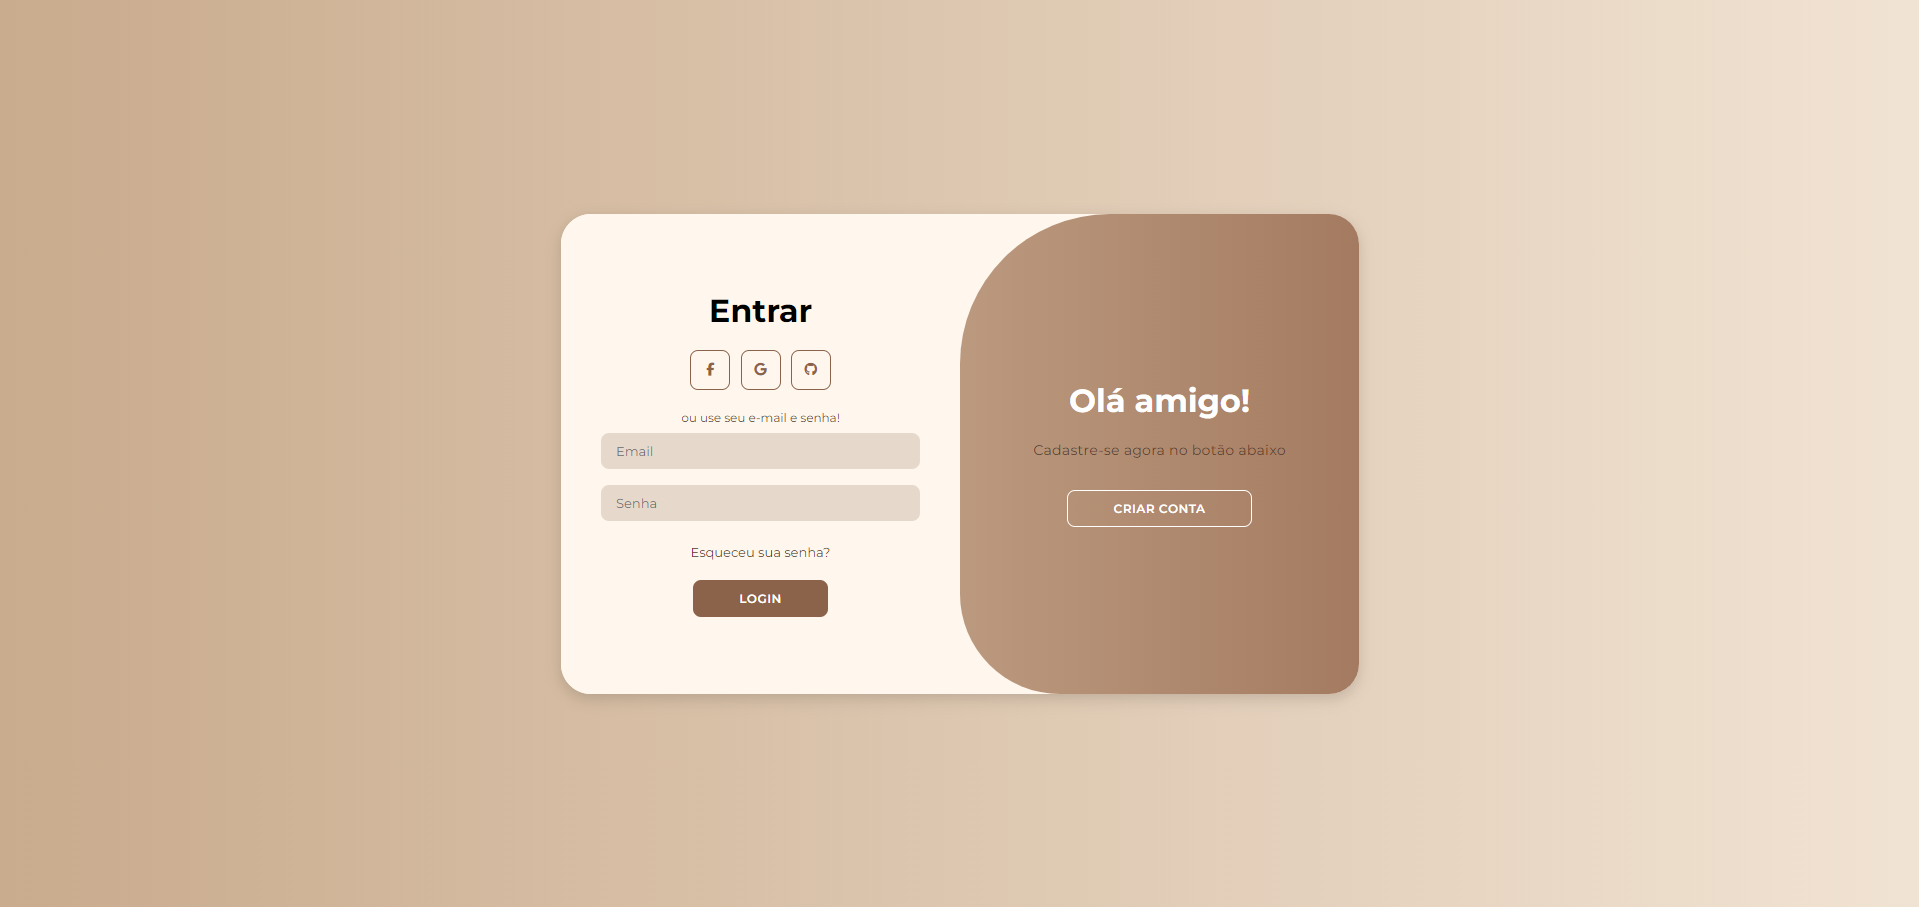 Entrar
ou use seu e-mail e senha!
Email
Senha
Esqueceu sua senha?
LOGIN
Olá amigo!
Cadastre-se agora no botão abaixo
CRIAR CONTA